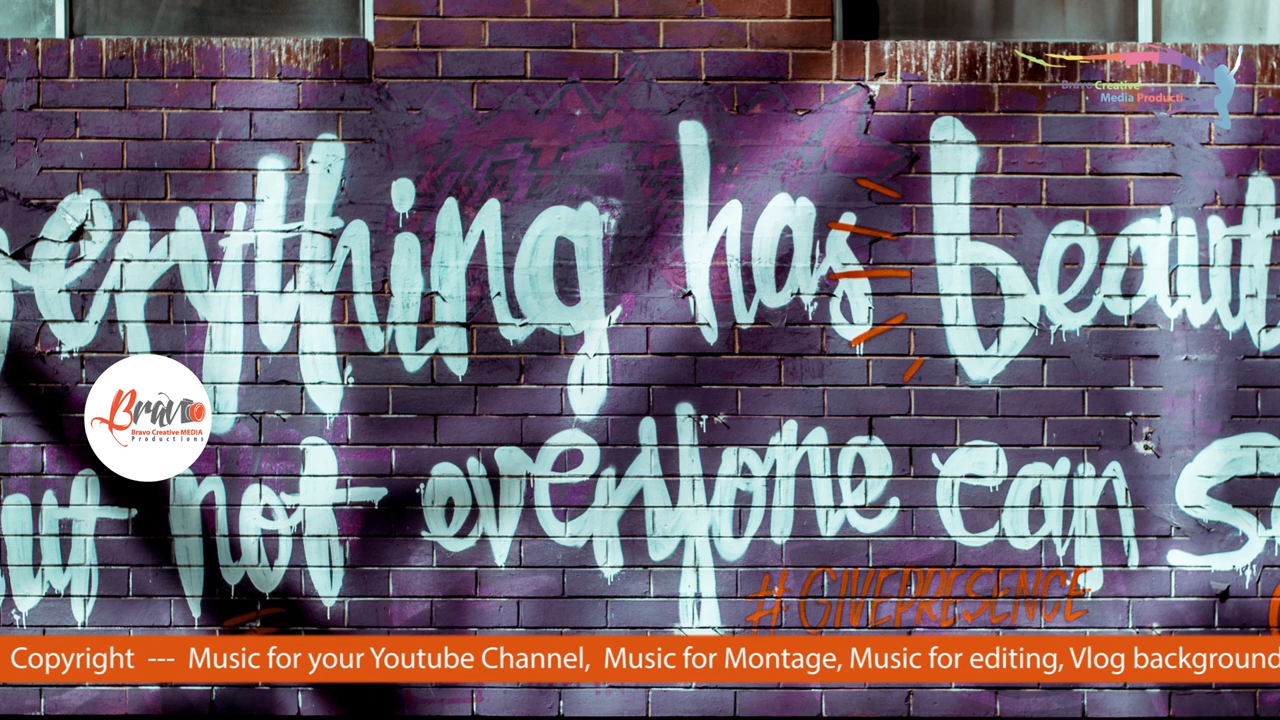 Bravo Creative
Media Producti
erything has beaut
ut not everyone can s
Bravo
Bravo Creative MEDIA
Productions
#GIVEPRESENCE
Copyright --- Music for your Youtube Channel, Music for Montage, Music for editing, Vlog background